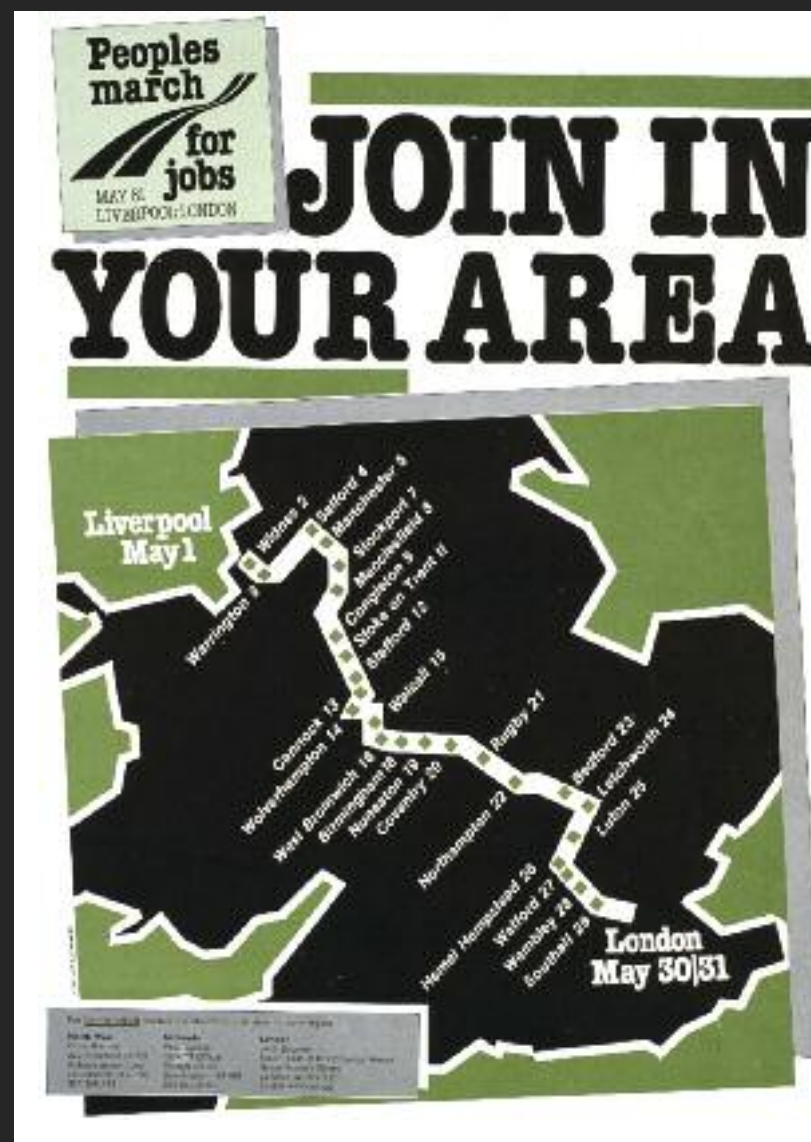 Peoples
march
for
jobs
MAY 81
LIVERPOOL:LONDON
JOIN IN
YOUR AREA
Liverpool
May 1
Widnes 2
Warrington
Salford 4
Manchester 5
Stockport 7
Macclesfield 8
Congleton 9
Stoke on Trent 11
Stafford 12
Cannock 13
Wolverhampton 14
Walsall 15
West Bromwich 16
Birmingham
Nuneaton 19
Coventry 20
Rugby 21
Northampton 22
Bedford 23
Letchworth 24
Luton 25
Hemel Hempstead 26
Watford 27
Wembley 28
Southall 29
London
May 30|31